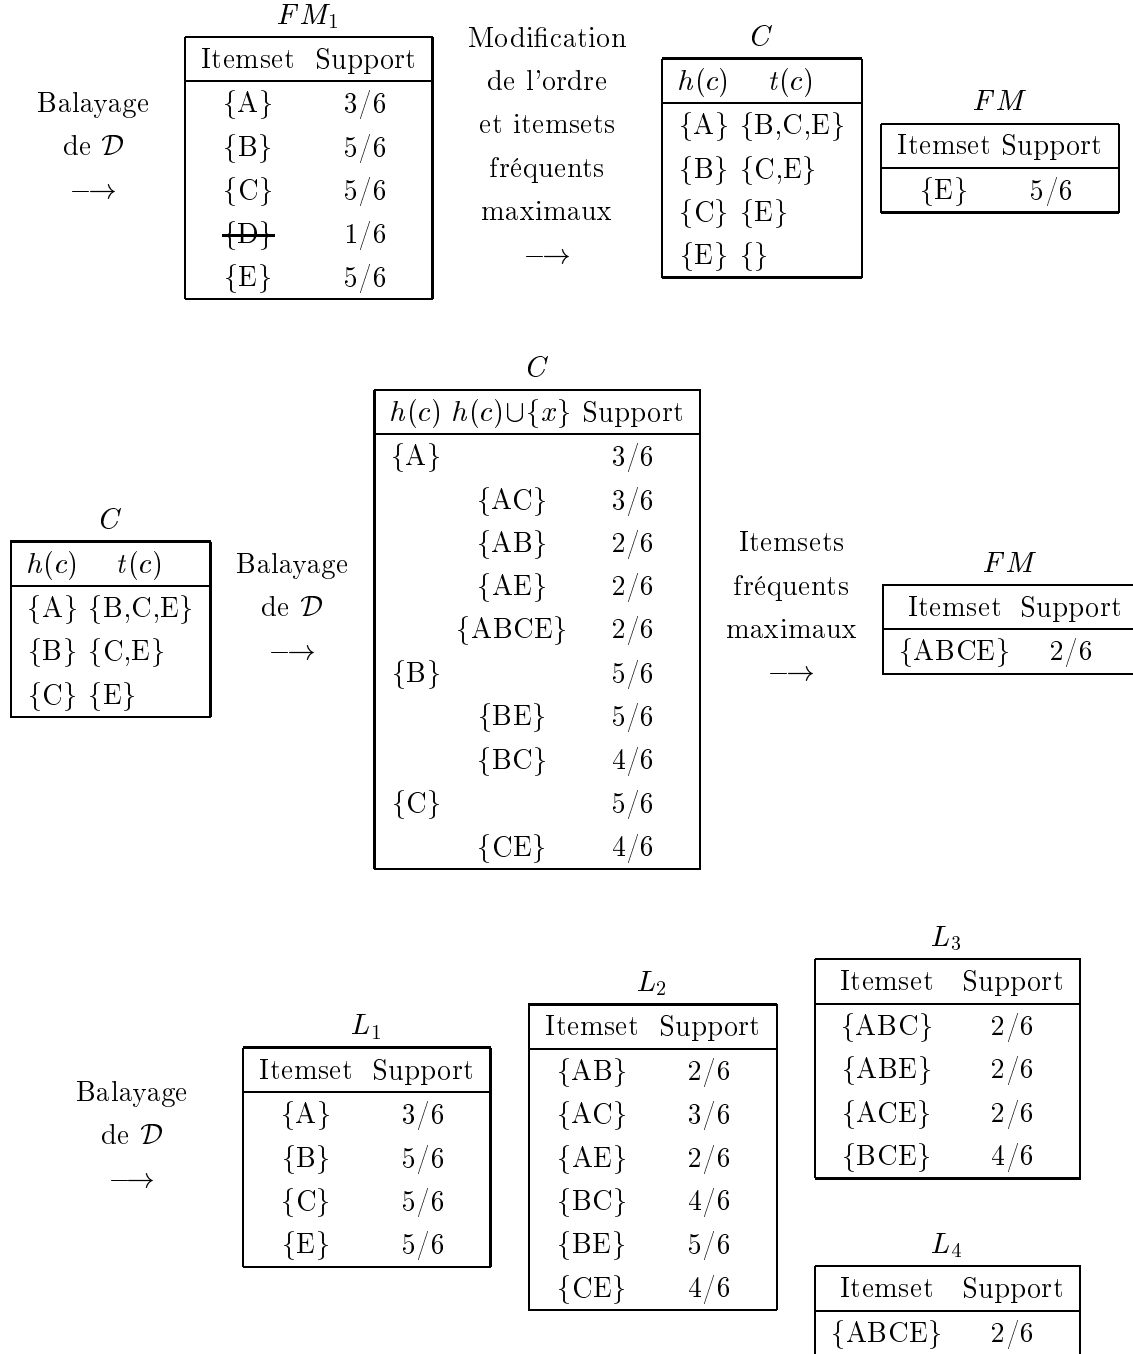 FM₁
Balayage
de D
⟶
Itemset Support
{A} 3/6
{B} 5/6
{C} 5/6
{D} 1/6
{E} 5/6
Modification
de l'ordre
et itemsets
fréquents
maximaux
⟶
C
h(c) t(c)
{A} {B,C,E}
{B} {C,E}
{C} {E}
{E} {}
FM
Itemset Support
{E} 5/6
C
h(c) t(c)
{A} {B,C,E}
{B} {C,E}
{C} {E}
Balayage
de D
⟶
C
h(c) h(c)∪{x} Support
{A} 3/6
{AC} 3/6
{AB} 2/6
{AE} 2/6
{ABCE} 2/6
{B} 5/6
{BE} 5/6
{BC} 4/6
{C} 5/6
{CE} 4/6
Itemsets
fréquents
maximaux
⟶
FM
Itemset Support
{ABCE} 2/6
Balayage
de D
⟶
L₁
Itemset Support
{A} 3/6
{B} 5/6
{C} 5/6
{E} 5/6
L₂
Itemset Support
{AB} 2/6
{AC} 3/6
{AE} 2/6
{BC} 4/6
{BE} 5/6
{CE} 4/6
L₃
Itemset Support
{ABC} 2/6
{ABE} 2/6
{ACE} 2/6
{BCE} 4/6
L₄
Itemset Support
{ABCE} 2/6